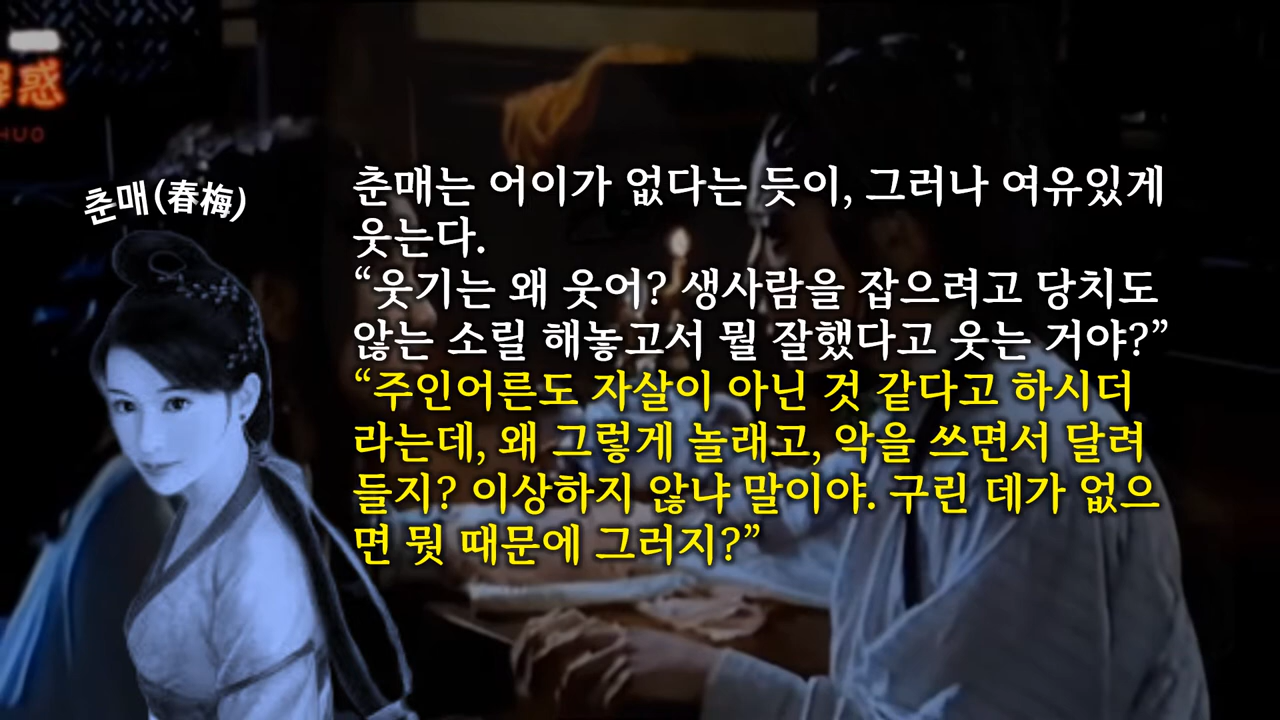 惑
HUO
춘매(春梅)
춘매는 어이가 없다는 듯이, 그러나 여유있게
웃는다.
“웃기는 왜 웃어? 생사람을 잡으려고 당치도
않는 소릴 해놓고서 뭘 잘했다고 웃는 거야?”
“주인어른도 자살이 아닌 것 같다고 하시더
라는데, 왜 그렇게 놀래고, 악을 쓰면서 달려
들지? 이상하지 않냐 말이야. 구린 데가 없으
면 뭣 때문에 그러지?”